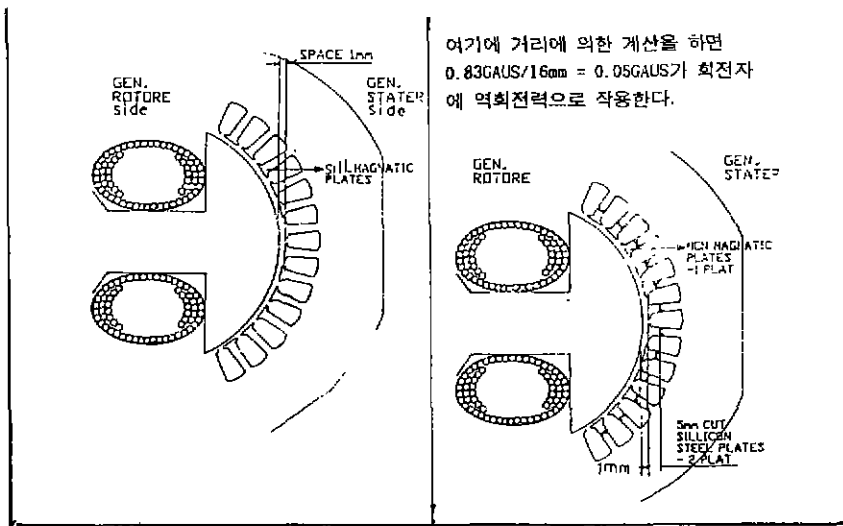 SPACE 1mm
GEN.
ROTORE
side
GEN.
STATER
side
MAGNATIC
PLATES
여기에 거리에 의한 계산을 하면
0.83GAUS/16mm = 0.05GAUS가 회전자
에 역회전력으로 작용한다.
GEN.
ROTORE
GEN.
STATER
NON MAGNATIC
PLATES
-1 PLAT
5mm CUT
SILLICON
STEEL PLATES
-2 PLAT
1mm